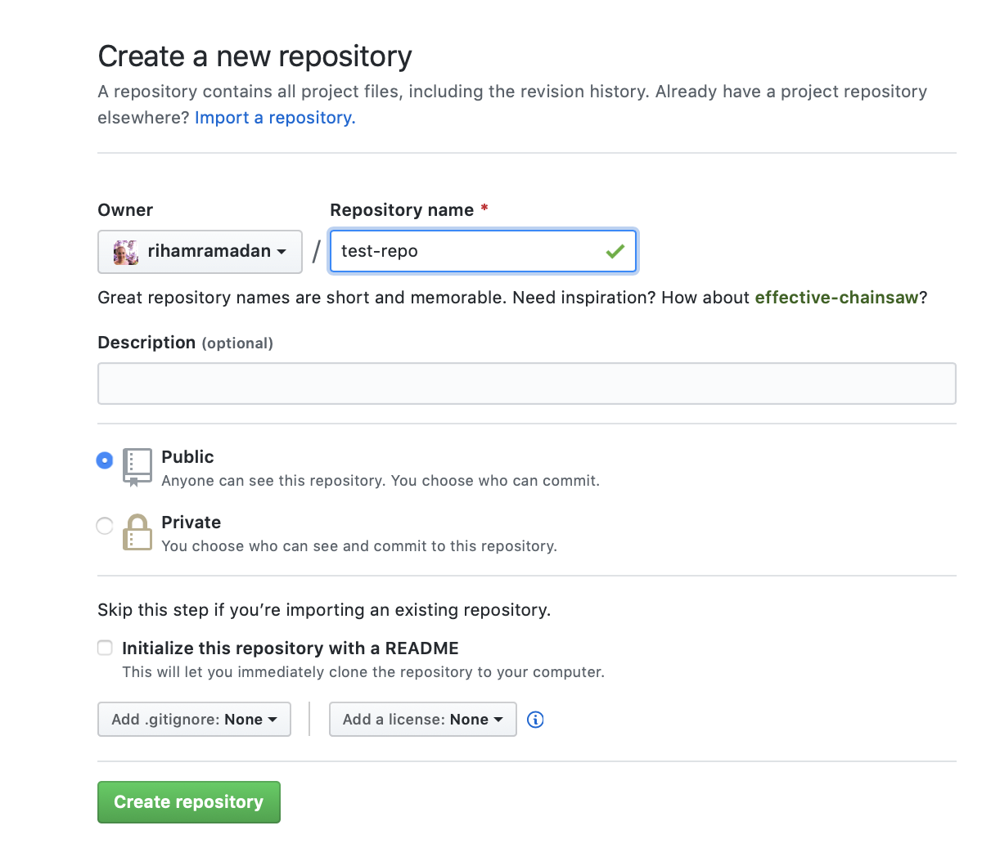 Create a new repository
A repository contains all project files, including the revision history. Already have a project repository
elsewhere? Import a repository.
Owner
Repository name *
rihamramadan
/
test-repo
Great repository names are short and memorable. Need inspiration? How about effective-chainsaw?
Description (optional)
Public
Anyone can see this repository. You choose who can commit.
Private
You choose who can see and commit to this repository.
Skip this step if you’re importing an existing repository.
Initialize this repository with a README
This will let you immediately clone the repository to your computer.
Add .gitignore: None
Add a license: None
Create repository